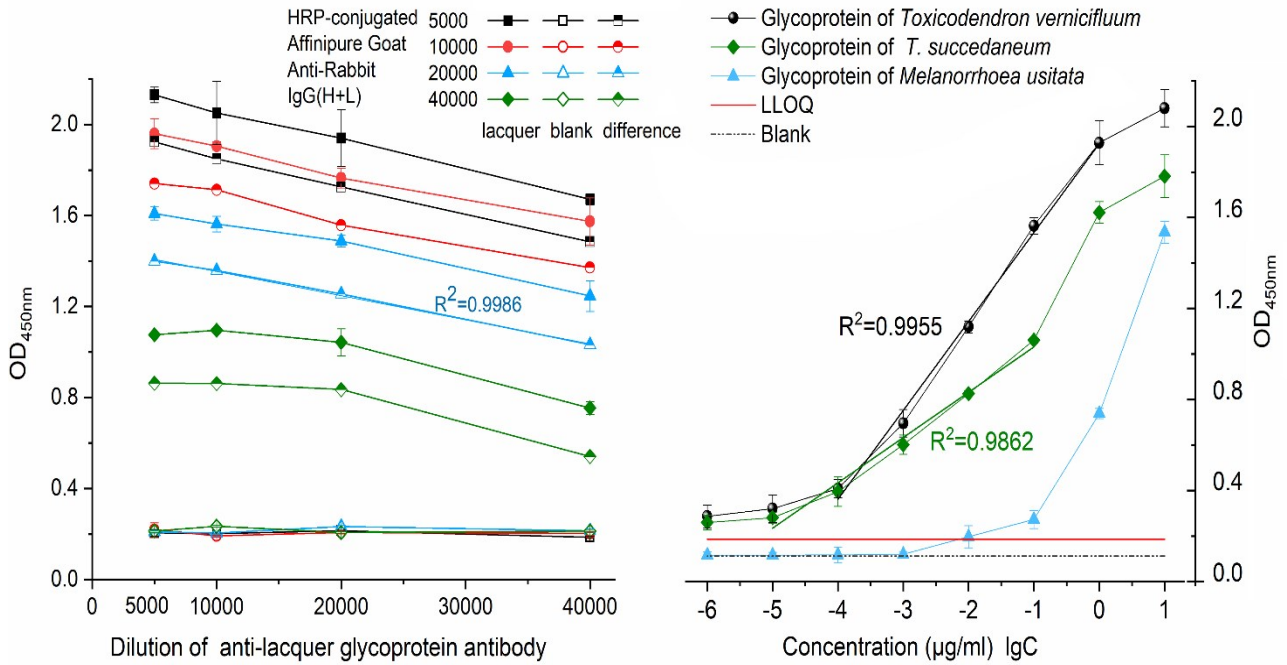 HRP-conjugated 5000
Affinipure Goat 10000
Anti-Rabbit 20000
IgG(H+L) 40000
lacquer blank difference
Glycoprotein of Toxicodendron vernicifluum
Glycoprotein of T. succedaneum
Glycoprotein of Melanorrhoea usitata
LLOQ
Blank
OD450nm
2.0
1.6
1.2
0.8
0.4
0.0
R2=0.9986
0 5000 10000 20000 30000 40000
Dilution of anti-lacquer glycoprotein antibody
R2=0.9955
R2=0.9862
2.0
1.6
1.2
0.8
0.4
0.0
OD450nm
-6 -5 -4 -3 -2 -1 0 1
Concentration (μg/ml) lgC